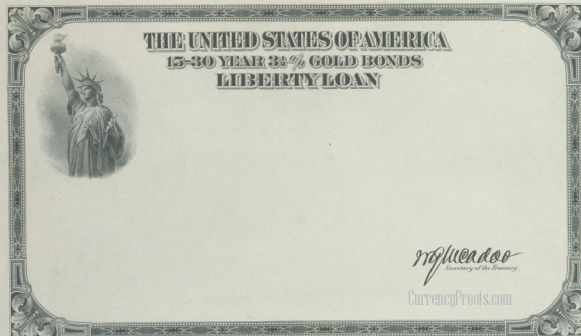 THE UNITED STATES OF AMERICA
15-30 YEAR 3½% GOLD BONDS
LIBERTY LOAN
W G McAdoo
Secretary of the Treasury.
CurrencyProofs.com